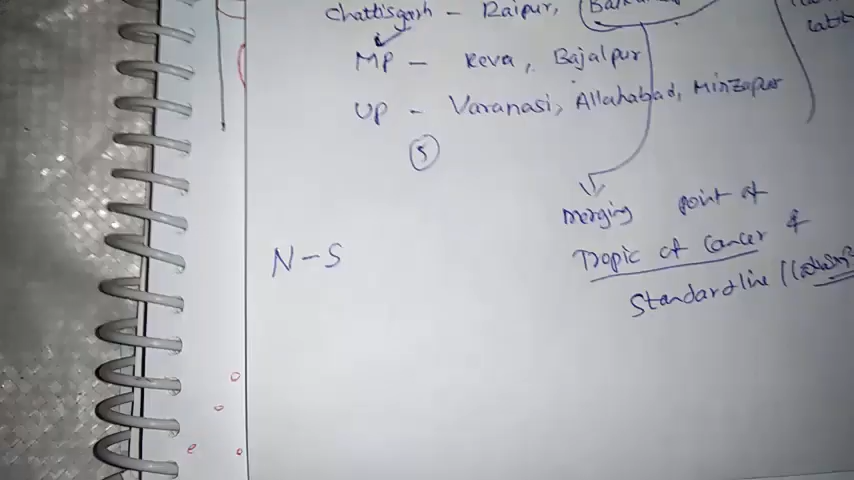 Chattisgarh - Raipur,
MP - Reva, Bajalpur
UP - Varanasi, Allahabad, Mirzapur
5
merging point of
Tropic of Cancer &
Standard line
N-S